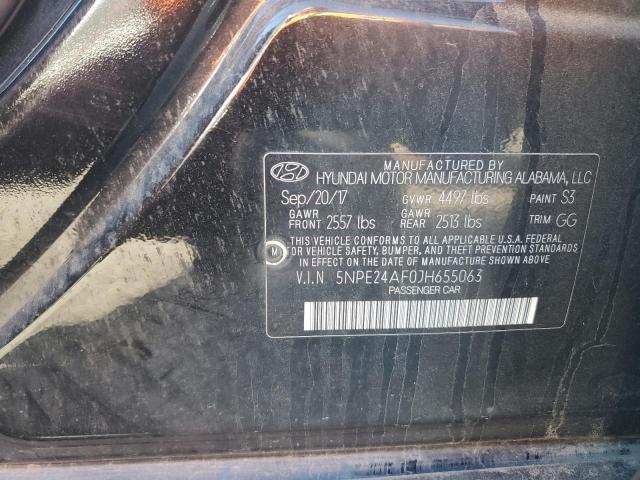 MANUFACTURED BY
HYUNDAI MOTOR MANUFACTURING ALABAMA, LLC
Sep/20/17 GVWR 4497 lbs PAINT S3
GAWR FRONT 2557 lbs GAWR REAR 2513 lbs TRIM GG
THIS VEHICLE CONFORMS TO ALL APPLICABLE U.S.A. FEDERAL
MOTOR VEHICLE SAFETY, BUMPER, AND THEFT PREVENTION STANDARDS
IN EFFECT ON THE DATE OF MANUFACTURE SHOWN ABOVE.
M
V.I.N 5NPE24AF0JH655063
PASSENGER CAR